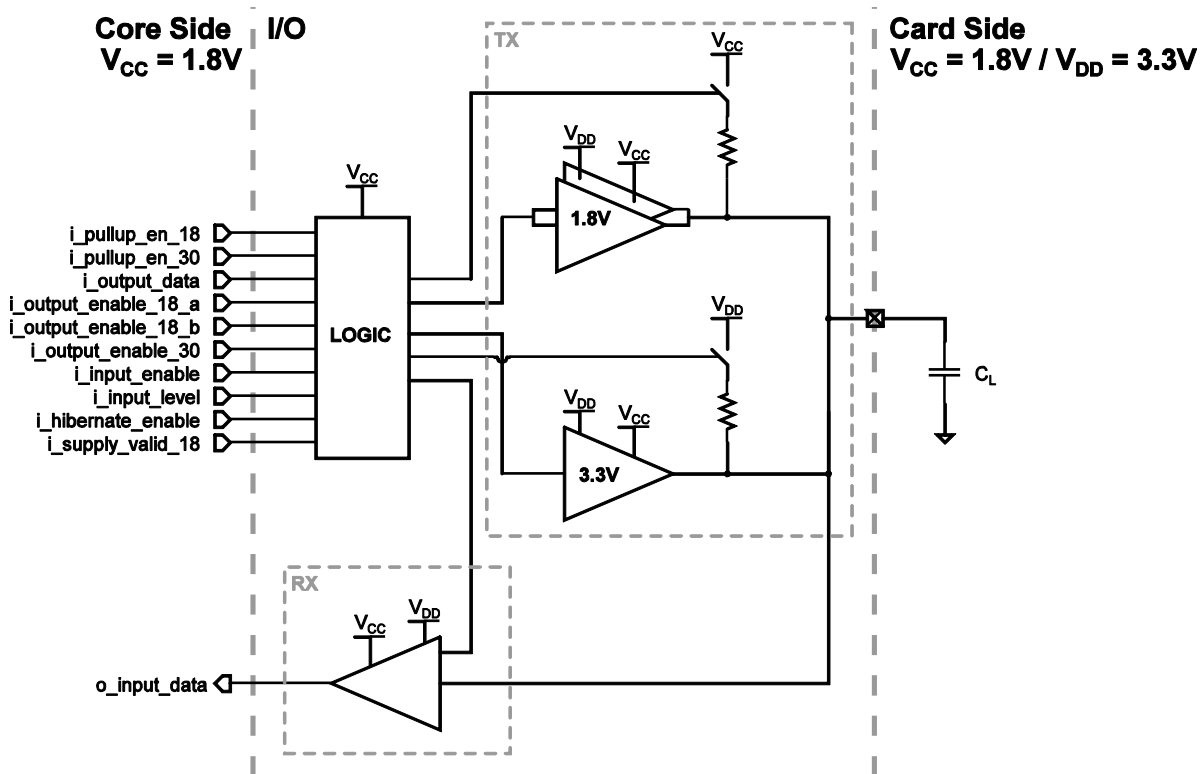 Core Side
VCC = 1.8V
I/O
Card Side
VCC = 1.8V / VDD = 3.3V
TX
VCC
VDD
VCC
1.8V
VCC
i_pullup_en_18
i_pullup_en_30
i_output_data
i_output_enable_18_a
i_output_enable_18_b
i_output_enable_30
i_input_enable
i_input_level
i_hibernate_enable
i_supply_valid_18
LOGIC
VDD
VDD
VCC
3.3V
CL
RX
VCC
VDD
o_input_data